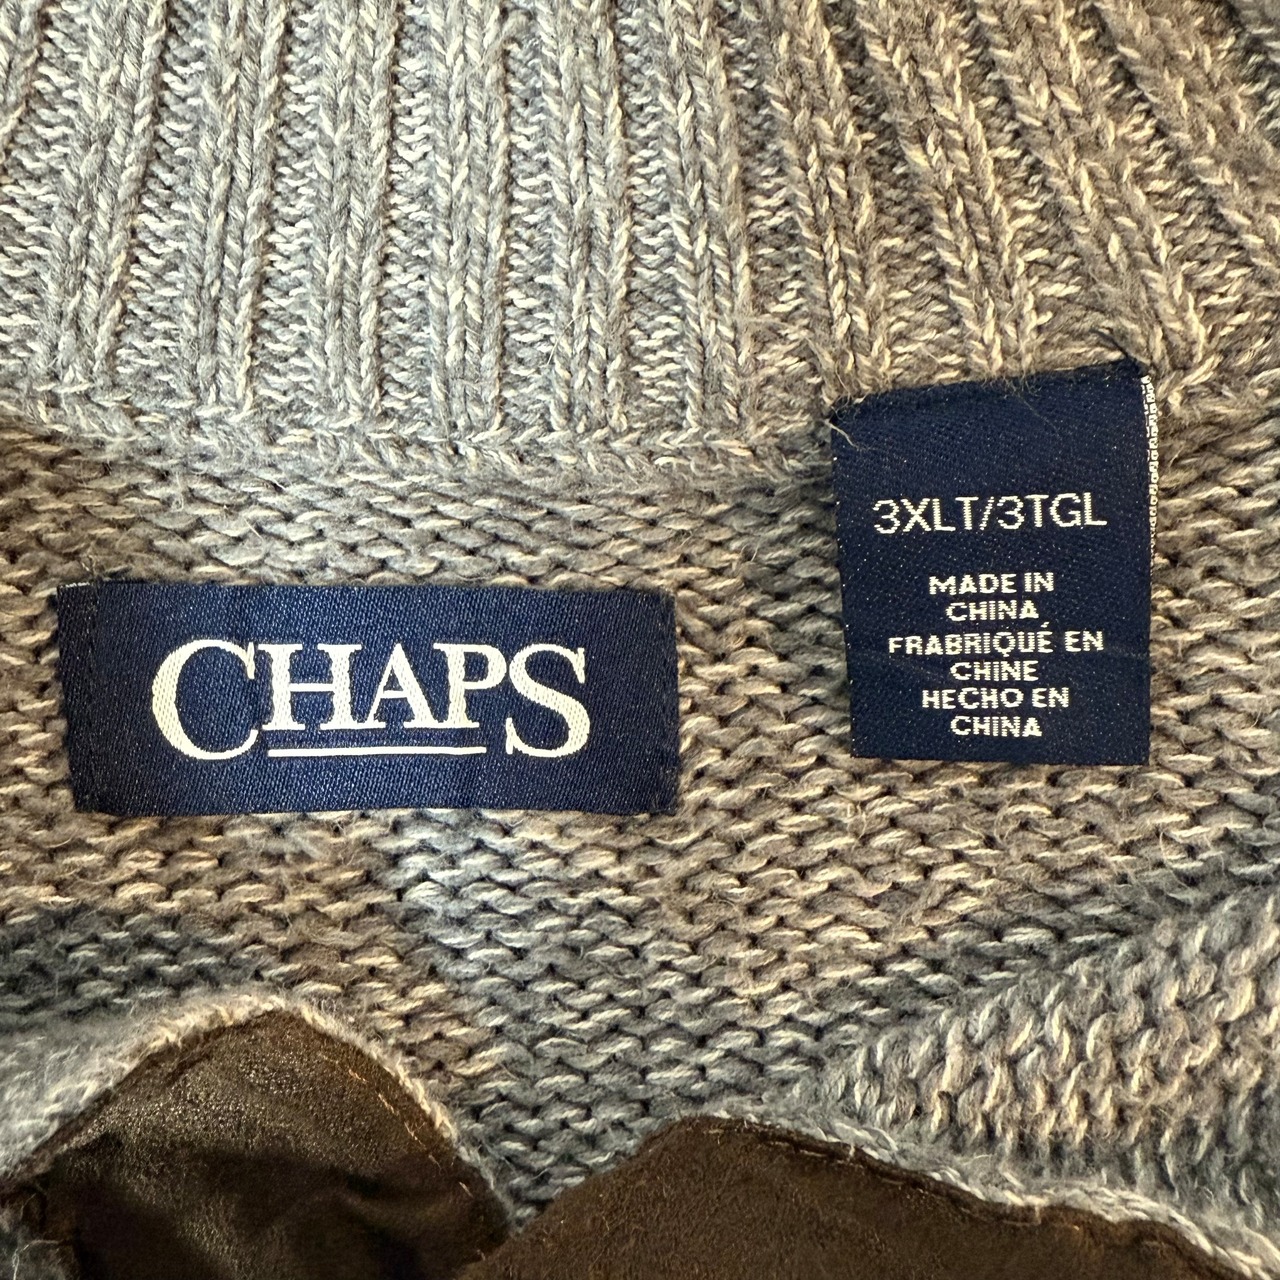 CHAPS
3XLT/3TGL
MADE IN
CHINA
FRABRIQUÉ EN
CHINE
HECHO EN
CHINA